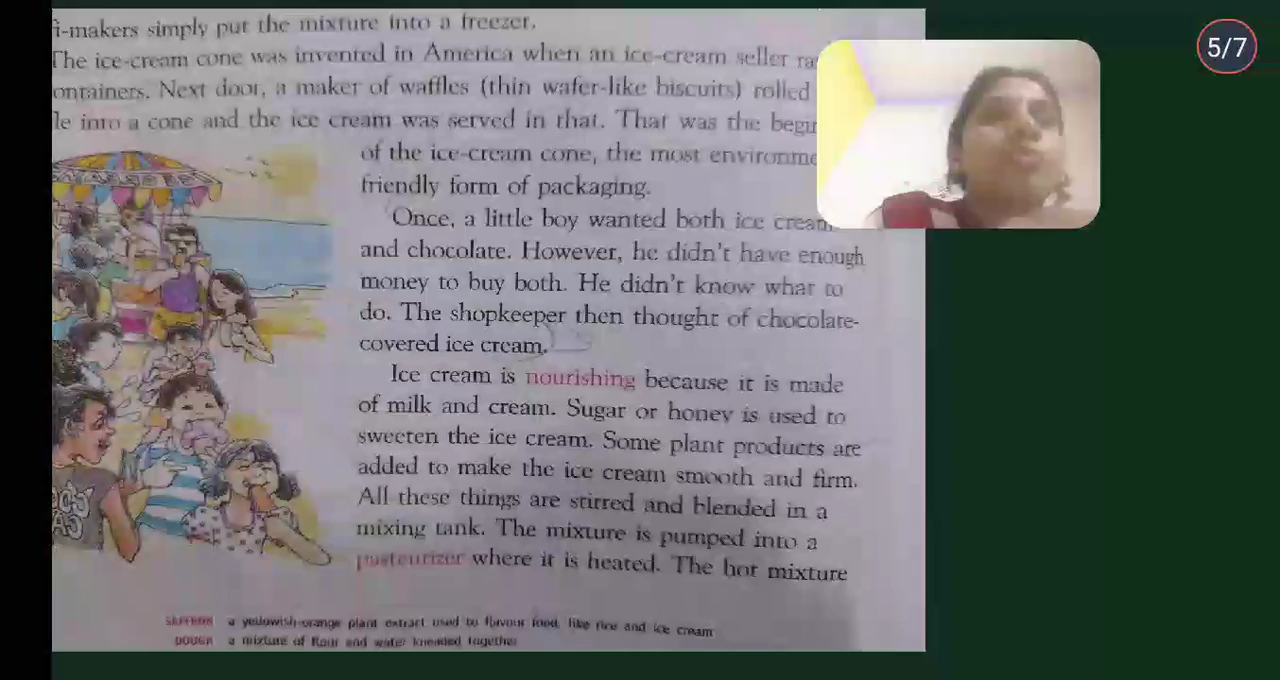 i-makers simply put the mixture into a freezer.
The ice-cream cone was invented in America when an ice-cream seller ra
ontainers. Next door, a maker of waffles (thin wafer-like biscuits) rolled
le into a cone and the ice cream was served in that. That was the begin
of the ice-cream cone, the most environme
friendly form of packaging.
Once, a little boy wanted both ice cream
and chocolate. However, he didn't have enough
money to buy both. He didn't know what to
do. The shopkeeper then thought of chocolate-
covered ice cream.
Ice cream is nourishing because it is made
of milk and cream. Sugar or honey is used to
sweeten the ice cream. Some plant products are
added to make the ice cream smooth and firm.
All these things are stirred and blended in a
mixing tank. The mixture is pumped into a
pasteurizer where it is heated. The hot mixture
SAFFRON a yellowish-orange plant extract used to flavour food, like rice and ice cream
DOUGH a mixture of flour and water kneaded together
5/7